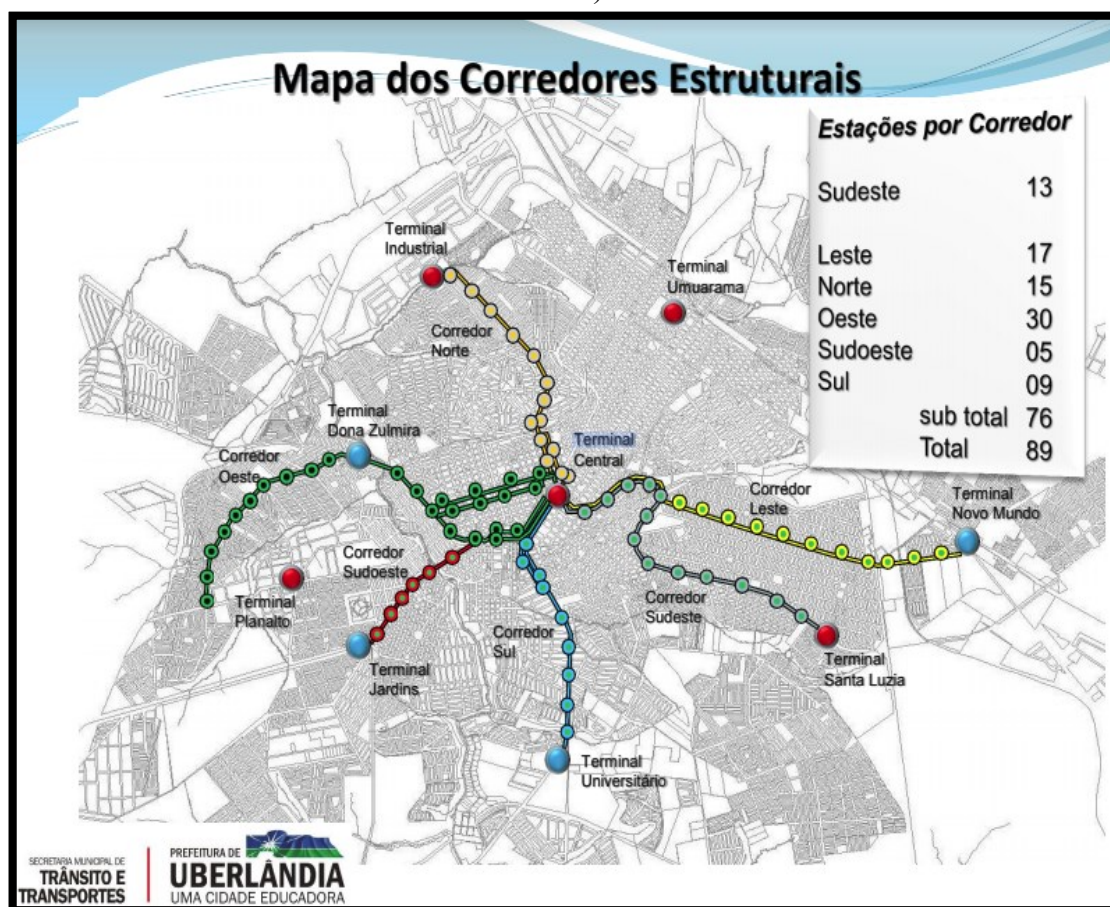 Mapa dos Corredores Estruturais
Estações por Corredor
Sudeste 13
Leste 17
Norte 15
Oeste 30
Sudoeste 05
Sul 09
sub total 76
Total 89
Terminal
Industrial
Terminal
Umuarama
Corredor
Norte
Terminal
Dona Zulmira
Corredor
Oeste
Terminal
Central
Corredor
Leste
Terminal
Novo Mundo
Corredor
Sudoeste
Terminal
Planalto
Corredor
Sudeste
Corredor
Sul
Terminal
Jardins
Terminal
Santa Luzia
Terminal
Universitário
SECRETARIA MUNICIPAL DE
TRÂNSITO E
TRANSPORTES
PREFEITURA DE
UBERLÂNDIA
UMA CIDADE EDUCADORA